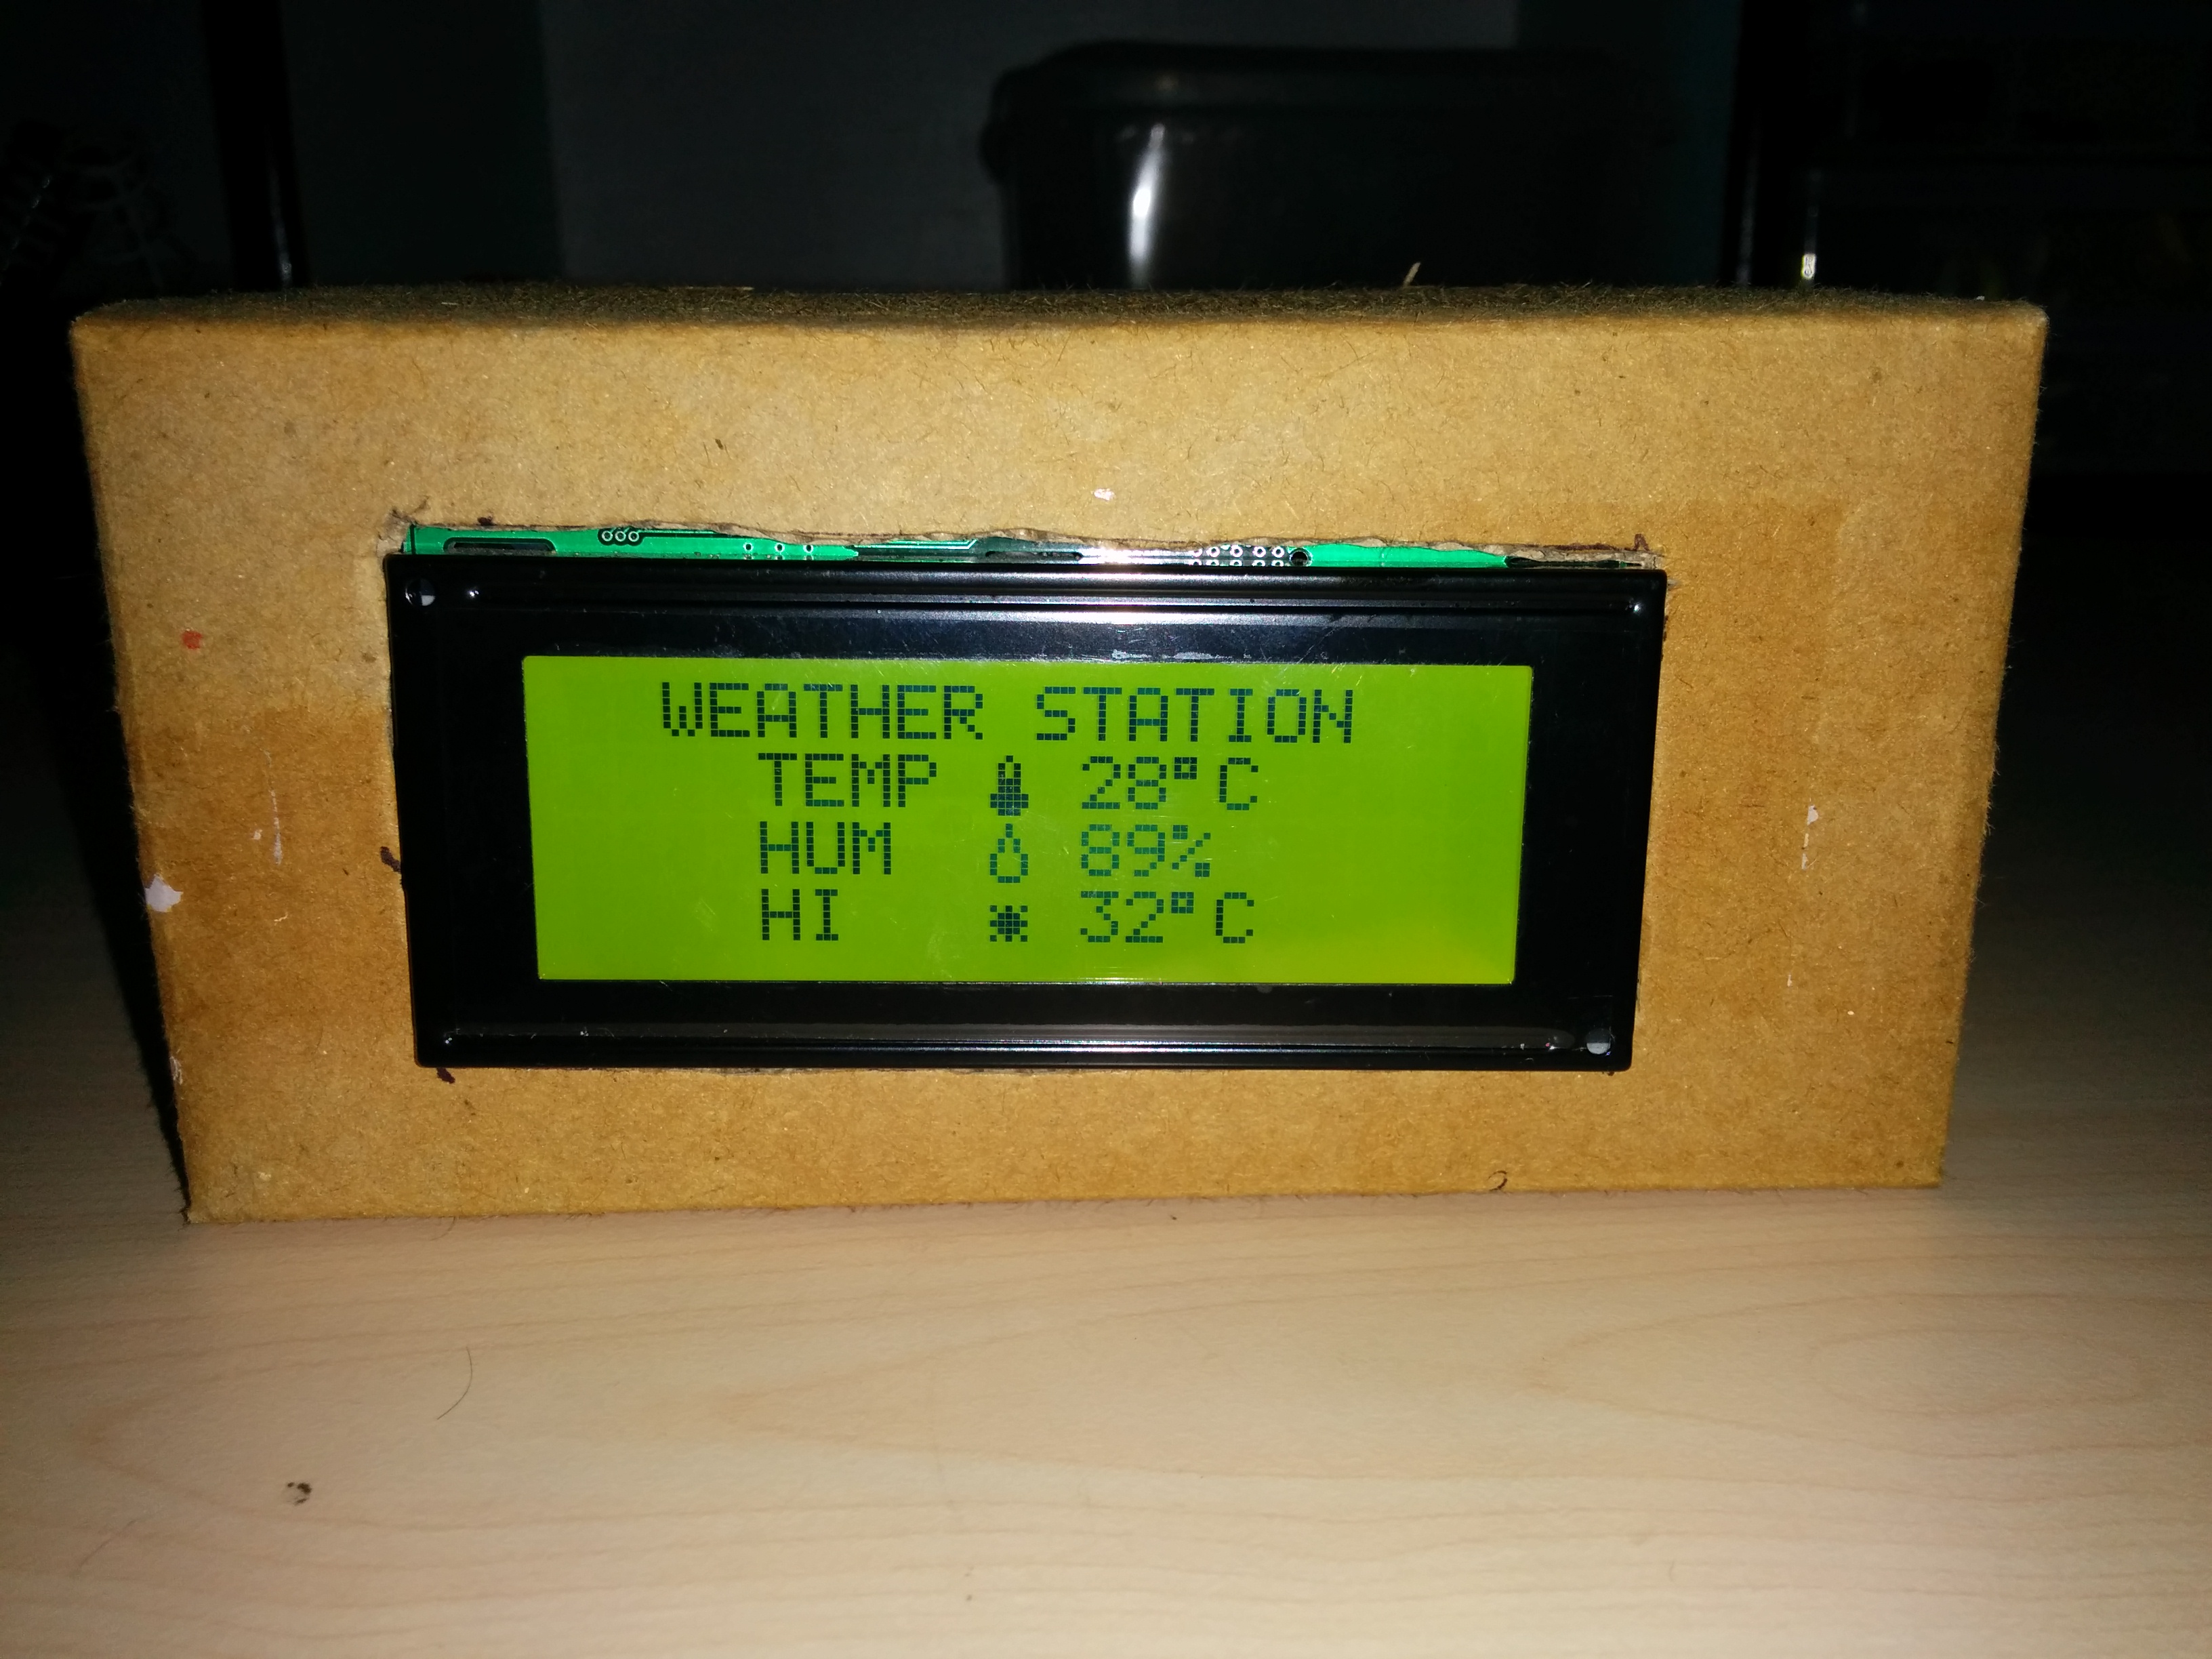 WEATHER STATION
TEMP 28°C
HUM 89%
HI 32°C